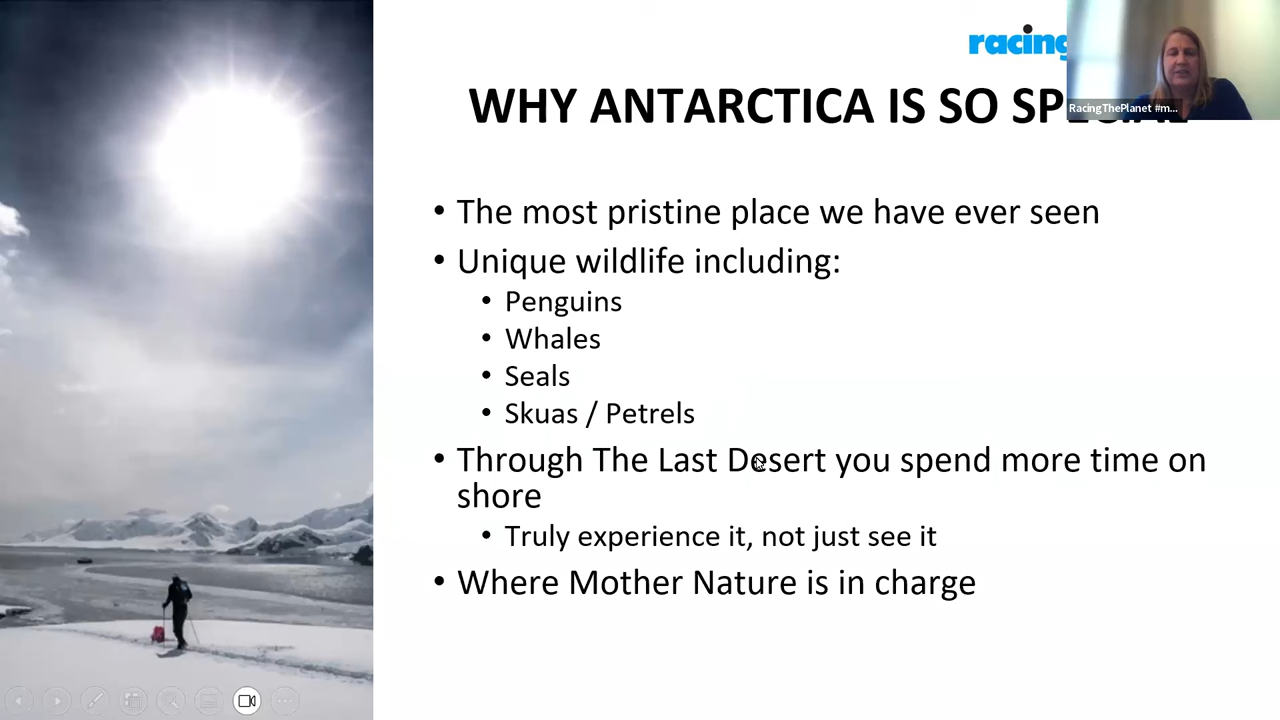 racing
RacingThePlanet #m...
WHY ANTARCTICA IS SO SPECIAL
• The most pristine place we have ever seen
• Unique wildlife including:
• Penguins
• Whales
• Seals
• Skuas / Petrels
• Through The Last Desert you spend more time on
shore
• Truly experience it, not just see it
• Where Mother Nature is in charge